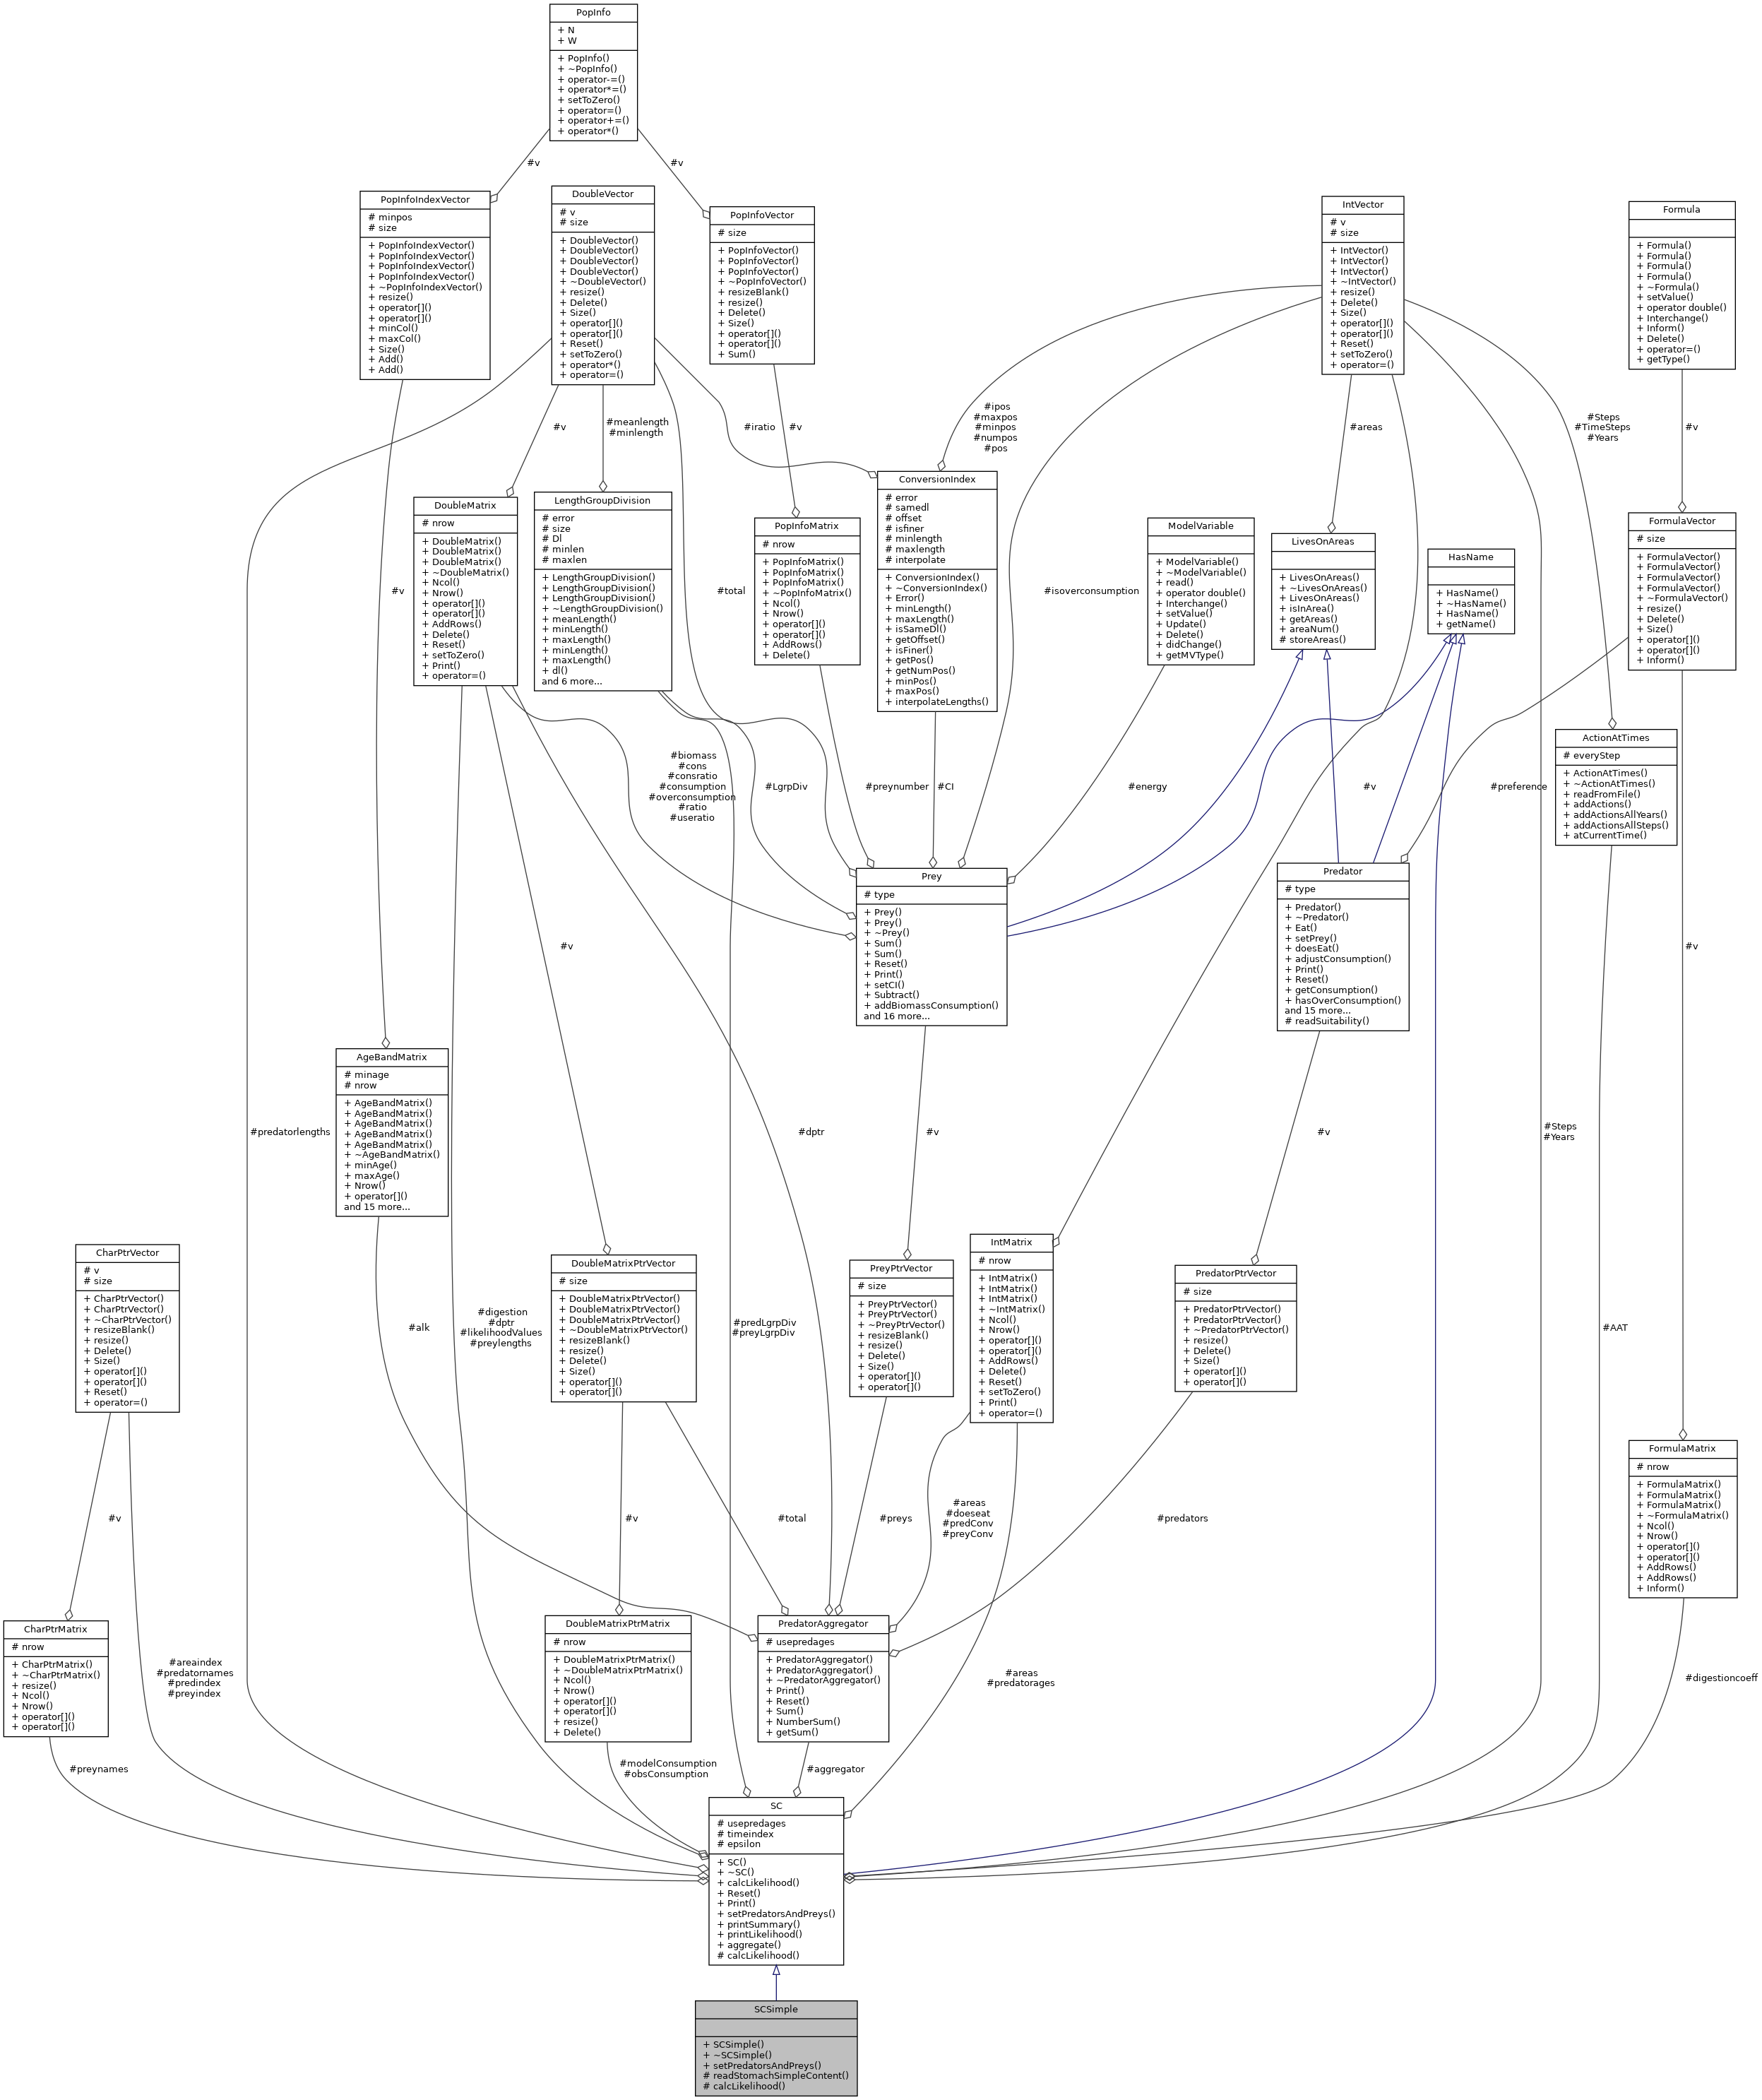 PopInfo
+ N
+ W
+ PopInfo()
+ ~PopInfo()
+ operator-=()
+ operator*=()
+ setToZero()
+ operator=()
+ operator+=()
+ operator*()
#v
#v
PopInfoIndexVector
# minpos
# size
+ PopInfoIndexVector()
+ PopInfoIndexVector()
+ PopInfoIndexVector()
+ PopInfoIndexVector()
+ ~PopInfoIndexVector()
+ resize()
+ operator[]()
+ operator[]()
+ minCol()
+ maxCol()
+ Size()
+ Add()
+ Add()
DoubleVector
# v
# size
+ DoubleVector()
+ DoubleVector()
+ DoubleVector()
+ DoubleVector()
+ ~DoubleVector()
+ resize()
+ Delete()
+ Size()
+ operator[]()
+ operator[]()
+ Reset()
+ setToZero()
+ operator*()
+ operator=()
PopInfoVector
# size
+ PopInfoVector()
+ PopInfoVector()
+ PopInfoVector()
+ ~PopInfoVector()
+ resizeBlank()
+ resize()
+ Delete()
+ Size()
+ operator[]()
+ operator[]()
+ Sum()
IntVector
# v
# size
+ IntVector()
+ IntVector()
+ IntVector()
+ ~IntVector()
+ resize()
+ Delete()
+ Size()
+ operator[]()
+ operator[]()
+ Reset()
+ setToZero()
+ operator=()
Formula
+ Formula()
+ Formula()
+ Formula()
+ Formula()
+ ~Formula()
+ setValue()
+ operator double()
+ Interchange()
+ Inform()
+ Delete()
+ operator=()
+ getType()
#v
#meanlength
#minlength
#iratio
#v
#ipos
#maxpos
#minpos
#numpos
#pos
#areas
#Steps
#TimeSteps
#Years
#v
DoubleMatrix
# nrow
+ DoubleMatrix()
+ DoubleMatrix()
+ DoubleMatrix()
+ ~DoubleMatrix()
+ Ncol()
+ Nrow()
+ operator[]()
+ operator[]()
+ AddRows()
+ Delete()
+ Reset()
+ setToZero()
+ Print()
+ operator=()
LengthGroupDivision
# error
# size
# Dl
# minlen
# maxlen
+ LengthGroupDivision()
+ LengthGroupDivision()
+ LengthGroupDivision()
+ ~LengthGroupDivision()
+ meanLength()
+ minLength()
+ maxLength()
+ minLength()
+ maxLength()
+ dl()
and 6 more...
PopInfoMatrix
# nrow
+ PopInfoMatrix()
+ PopInfoMatrix()
+ PopInfoMatrix()
+ ~PopInfoMatrix()
+ Ncol()
+ Nrow()
+ operator[]()
+ operator[]()
+ AddRows()
+ Delete()
ConversionIndex
# error
# samedl
# offset
# isfiner
# minlength
# maxlength
# interpolate
+ ConversionIndex()
+ ~ConversionIndex()
+ Error()
+ minLength()
+ maxLength()
+ isSameDl()
+ getOffset()
+ isFiner()
+ getPos()
+ getNumPos()
+ minPos()
+ maxPos()
+ interpolateLengths()
ModelVariable
+ ModelVariable()
+ ~ModelVariable()
+ read()
+ operator double()
+ Interchange()
+ setValue()
+ Update()
+ Delete()
+ didChange()
+ getMVType()
LivesOnAreas
+ LivesOnAreas()
+ ~LivesOnAreas()
+ LivesOnAreas()
+ isInArea()
+ getAreas()
+ areaNum()
# storeAreas()
HasName
+ HasName()
+ ~HasName()
+ HasName()
+ getName()
FormulaVector
# size
+ FormulaVector()
+ FormulaVector()
+ FormulaVector()
+ FormulaVector()
+ ~FormulaVector()
+ resize()
+ Delete()
+ Size()
+ operator[]()
+ operator[]()
+ Inform()
#v
#total
#isoverconsumption
ActionAtTimes
# everyStep
+ ActionAtTimes()
+ ~ActionAtTimes()
+ readFromFile()
+ addActions()
+ addActionsAllYears()
+ addActionsAllSteps()
+ atCurrentTime()
#biomass
#cons
#consratio
#consumption
#overconsumption
#ratio
#useratio
#LgrpDiv
#preynumber
#CI
#energy
#v
#preference
Prey
# type
+ Prey()
+ Prey()
+ ~Prey()
+ Sum()
+ Sum()
+ Reset()
+ Print()
+ setCI()
+ Subtract()
+ addBiomassConsumption()
and 16 more...
Predator
# type
+ Predator()
+ ~Predator()
+ Eat()
+ setPrey()
+ doesEat()
+ adjustConsumption()
+ Print()
+ Reset()
+ getConsumption()
+ hasOverConsumption()
and 15 more...
# readSuitability()
#v
#v
AgeBandMatrix
# minage
# nrow
+ AgeBandMatrix()
+ AgeBandMatrix()
+ AgeBandMatrix()
+ AgeBandMatrix()
+ AgeBandMatrix()
+ ~AgeBandMatrix()
+ minAge()
+ maxAge()
+ Nrow()
+ operator[]()
and 15 more...
#predatorlengths
#dptr
#v
#v
#Steps
#Years
CharPtrVector
# v
# size
+ CharPtrVector()
+ CharPtrVector()
+ ~CharPtrVector()
+ resizeBlank()
+ resize()
+ Delete()
+ Size()
+ operator[]()
+ operator[]()
+ Reset()
+ operator=()
#alk
#digestion
#dptr
#likelihoodValues
#preylengths
DoubleMatrixPtrVector
# size
+ DoubleMatrixPtrVector()
+ DoubleMatrixPtrVector()
+ DoubleMatrixPtrVector()
+ ~DoubleMatrixPtrVector()
+ resizeBlank()
+ resize()
+ Delete()
+ Size()
+ operator[]()
+ operator[]()
#predLgrpDiv
#preyLgrpDiv
PreyPtrVector
# size
+ PreyPtrVector()
+ PreyPtrVector()
+ ~PreyPtrVector()
+ resizeBlank()
+ resize()
+ Delete()
+ Size()
+ operator[]()
+ operator[]()
IntMatrix
# nrow
+ IntMatrix()
+ IntMatrix()
+ IntMatrix()
+ ~IntMatrix()
+ Ncol()
+ Nrow()
+ operator[]()
+ operator[]()
+ AddRows()
+ Delete()
+ Reset()
+ setToZero()
+ Print()
+ operator=()
PredatorPtrVector
# size
+ PredatorPtrVector()
+ PredatorPtrVector()
+ ~PredatorPtrVector()
+ resize()
+ Delete()
+ Size()
+ operator[]()
+ operator[]()
#AAT
FormulaMatrix
# nrow
+ FormulaMatrix()
+ FormulaMatrix()
+ FormulaMatrix()
+ ~FormulaMatrix()
+ Ncol()
+ Nrow()
+ operator[]()
+ operator[]()
+ AddRows()
+ AddRows()
+ Inform()
#v
#v
#total
#preys
#areas
#doeseat
#predConv
#preyConv
#predators
CharPtrMatrix
# nrow
+ CharPtrMatrix()
+ ~CharPtrMatrix()
+ resize()
+ Ncol()
+ Nrow()
+ operator[]()
+ operator[]()
#areaindex
#predatornames
#predindex
#preyindex
DoubleMatrixPtrMatrix
# nrow
+ DoubleMatrixPtrMatrix()
+ ~DoubleMatrixPtrMatrix()
+ Ncol()
+ Nrow()
+ operator[]()
+ operator[]()
+ resize()
+ Delete()
PredatorAggregator
# usepredages
+ PredatorAggregator()
+ PredatorAggregator()
+ ~PredatorAggregator()
+ Print()
+ Reset()
+ Sum()
+ NumberSum()
+ getSum()
#areas
#predatorages
#digestioncoeff
#preynames
#modelConsumption
#obsConsumption
#aggregator
SC
# usepredages
# timeindex
# epsilon
+ SC()
+ ~SC()
+ calcLikelihood()
+ Reset()
+ Print()
+ setPredatorsAndPreys()
+ printSummary()
+ printLikelihood()
+ aggregate()
# calcLikelihood()
SCSimple
+ SCSimple()
+ ~SCSimple()
+ setPredatorsAndPreys()
# readStomachSimpleContent()
# calcLikelihood()